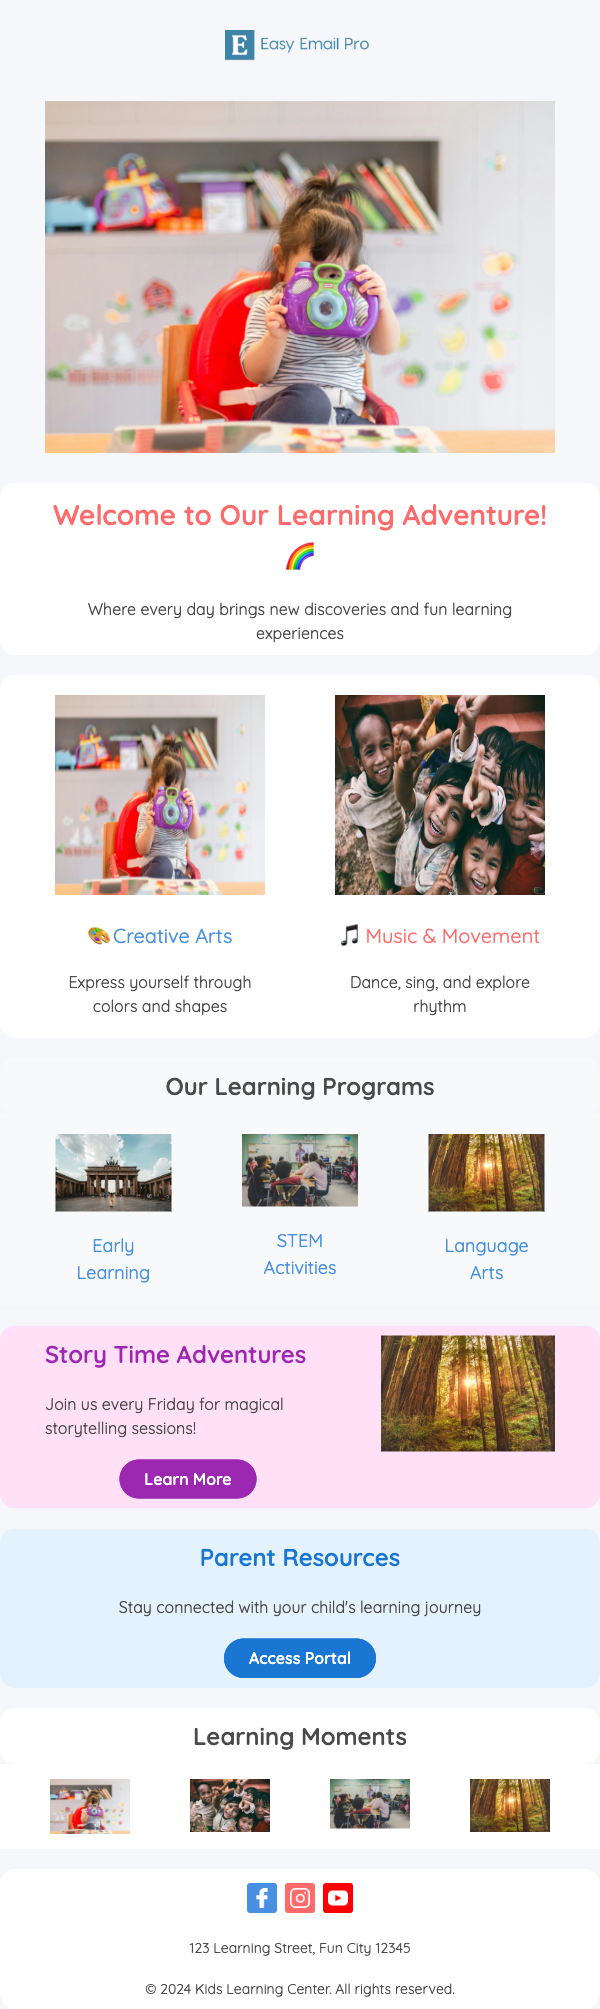 E Easy Email Pro
Welcome to Our Learning Adventure!
🌈
Where every day brings new discoveries and fun learning
experiences
🎨 Creative Arts
Express yourself through
colors and shapes
🎵 Music & Movement
Dance, sing, and explore
rhythm
Our Learning Programs
Early
Learning
STEM
Activities
Language
Arts
Story Time Adventures
Join us every Friday for magical
storytelling sessions!
Learn More
Parent Resources
Stay connected with your child's learning journey
Access Portal
Learning Moments
123 Learning Street, Fun City 12345
© 2024 Kids Learning Center. All rights reserved.